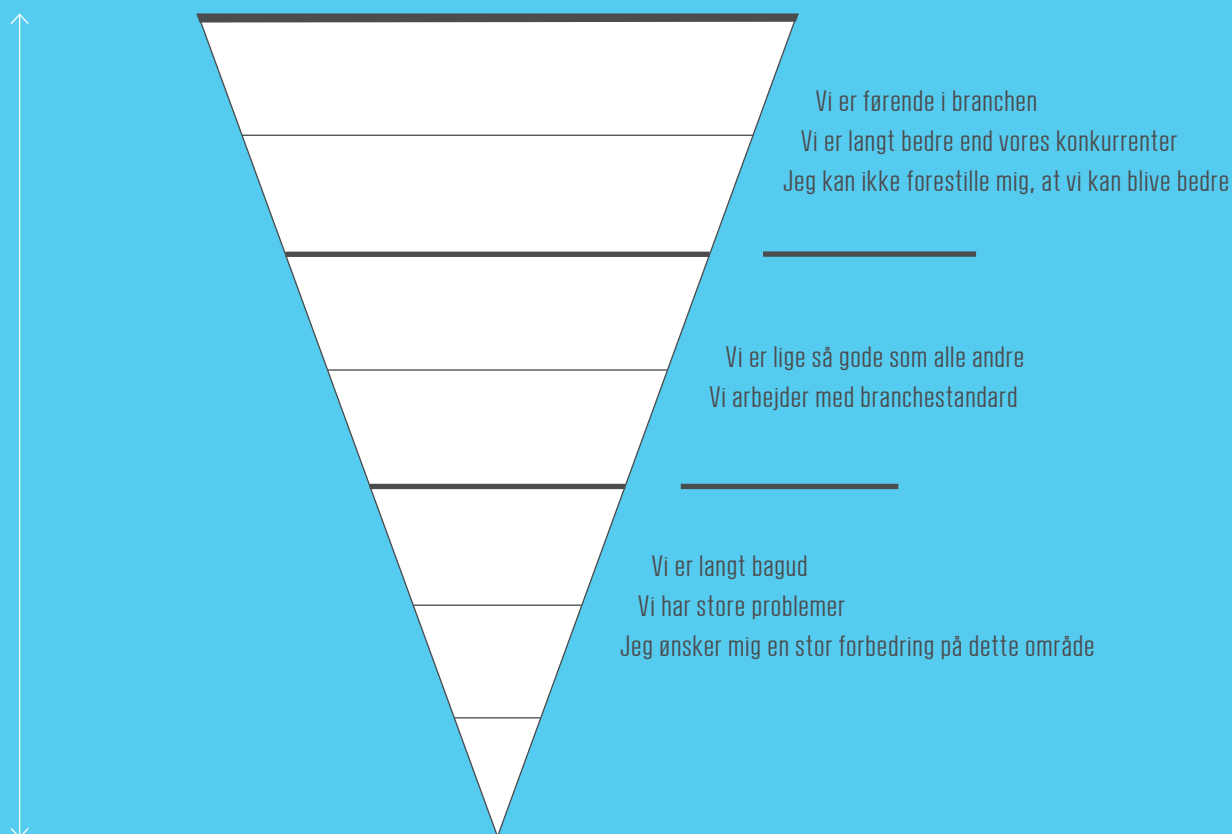 Vi er førende i branchen
Vi er langt bedre end vores konkurrenter
Jeg kan ikke forestille mig, at vi kan blive bedre
Vi er lige så gode som alle andre
Vi arbejder med branchestandard
Vi er langt bagud
Vi har store problemer
Jeg ønsker mig en stor forbedring på dette område